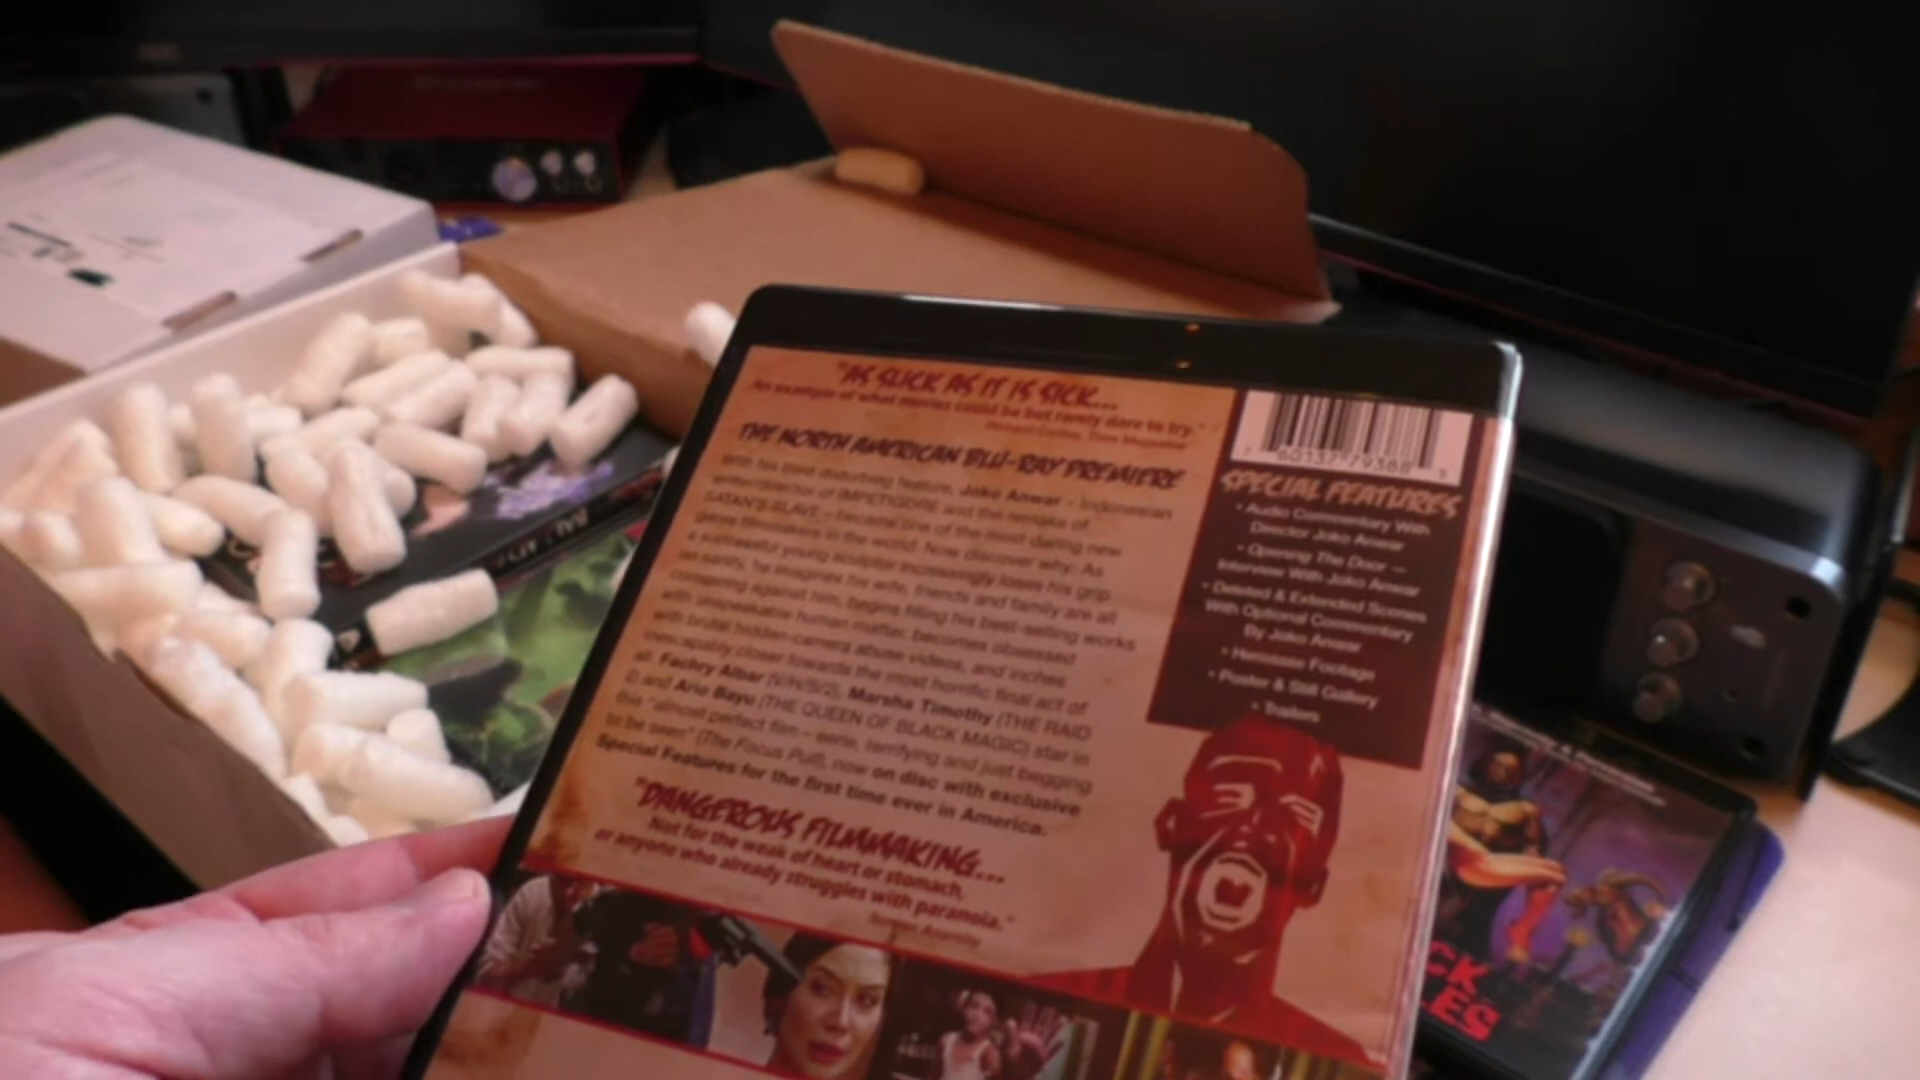 "AS SLICK AS IT IS SICK...
An example of what movies could be but rarely dare to try."
THE NORTH AMERICAN BLU-RAY PREMIERE
With his most disturbing feature, Joko Anwar – Indonesian
writer/director of IMPETIGORE and the remake of
SATAN'S SLAVE – became one of the most daring new
genre filmmakers in the world. Now discover why: As
a successful young sculptor increasingly loses his grip
on sanity, he imagines his wife, friends and family are all
conspiring against him, begins filling his best-selling works
with unspeakable human matter, becomes obsessed
with brutal hidden-camera abuse videos, and inches
inescapably closer towards the most horrific final act of
all. Fachry Albar (V/H/S/2), Marsha Timothy (THE RAID
2) and Ario Bayu (THE QUEEN OF BLACK MAGIC) star in
this "almost perfect film – eerie, terrifying and just begging
to be seen" (The Focus Pull), now on disc with exclusive
Special Features for the first time ever in America.
"DANGEROUS FILMMAKING...
Not for the weak of heart or stomach,
or anyone who already struggles with paranoia."
SPECIAL FEATURES
• Audio Commentary With
Director Joko Anwar
• Opening The Door –
Interview With Joko Anwar
• Deleted & Extended Scenes
With Optional Commentary
By Joko Anwar
• Footage
• Poster & Still Gallery
• Trailers
CK
LES